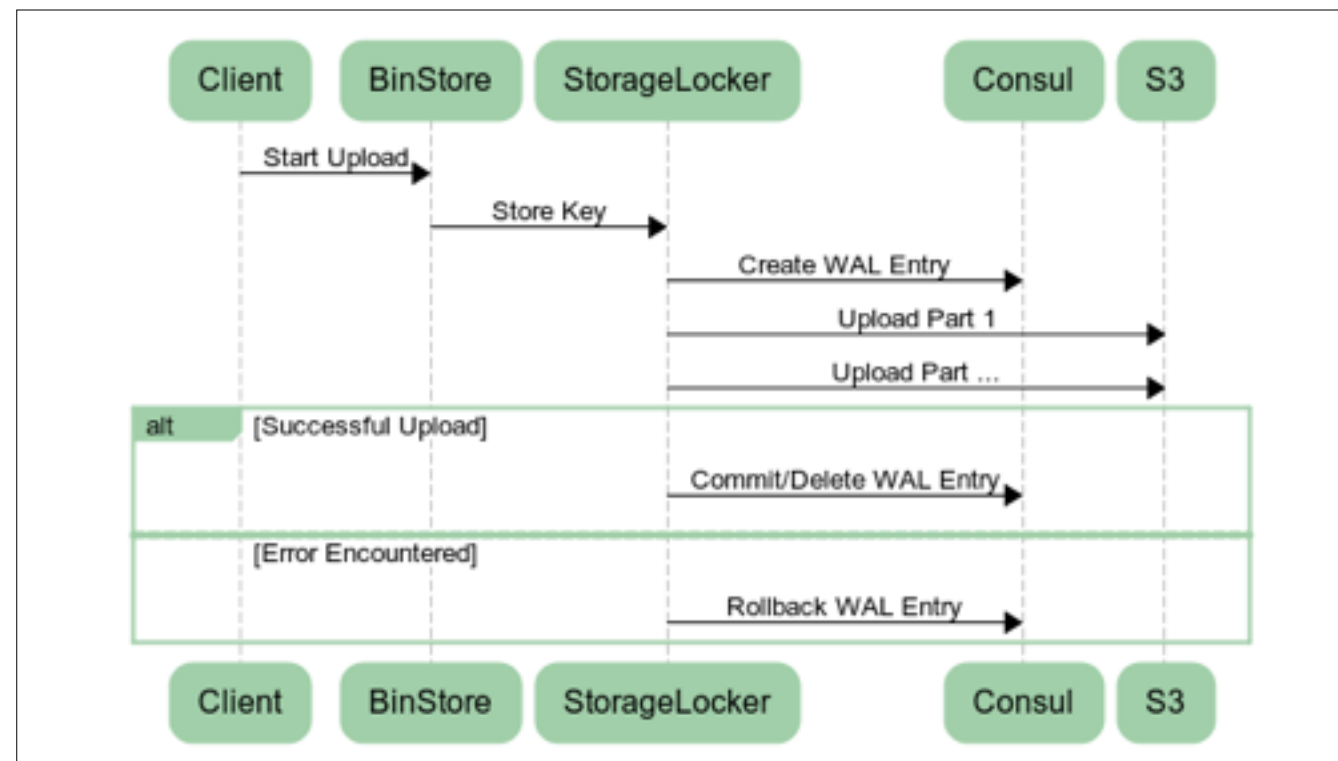 Client BinStore StorageLocker Consul S3
Start Upload
Store Key
Create WAL Entry
Upload Part 1
Upload Part ...
alt [Successful Upload]
Commit/Delete WAL Entry
[Error Encountered]
Rollback WAL Entry
Client BinStore StorageLocker Consul S3